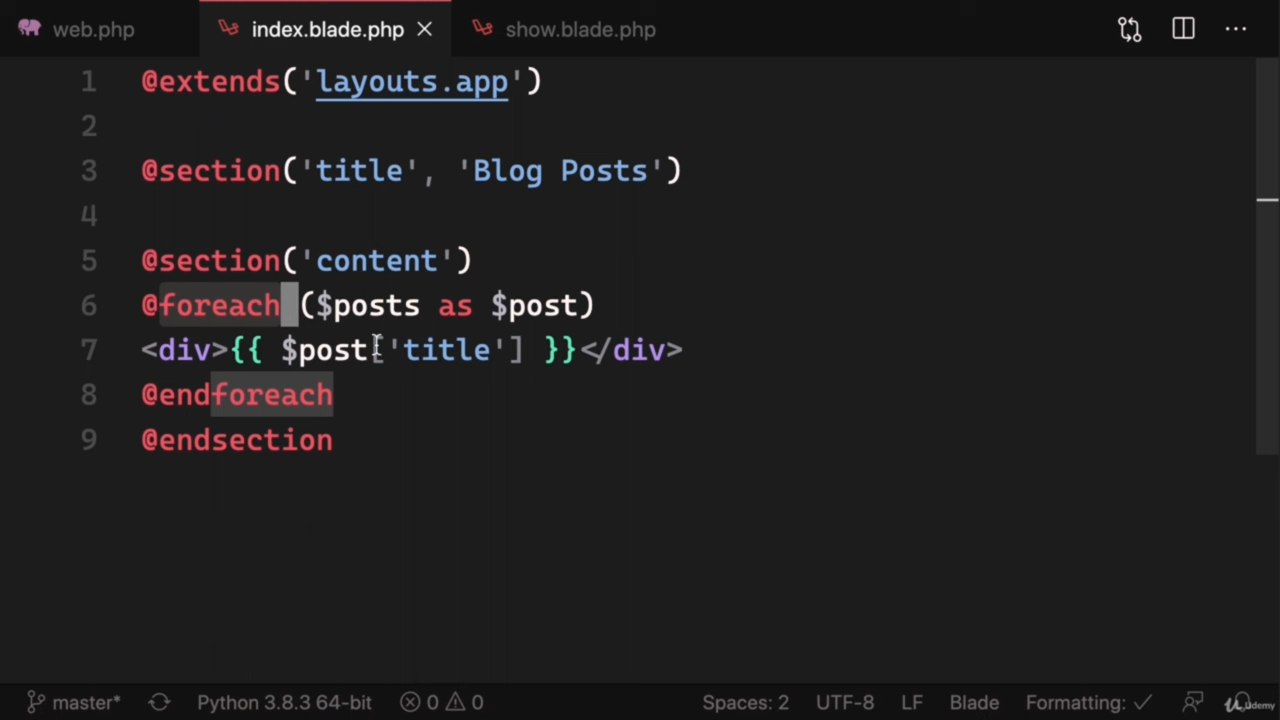 web.php index.blade.php show.blade.php
1 @extends('layouts.app')
2
3 @section('title', 'Blog Posts')
4
5 @section('content')
6 @foreach ($posts as $post)
7 <div>{{ $post['title'] }}</div>
8 @endforeach
9 @endsection
master* Python 3.8.3 64-bit 0 0 Spaces: 2 UTF-8 LF Blade Formatting: ✓ udemy